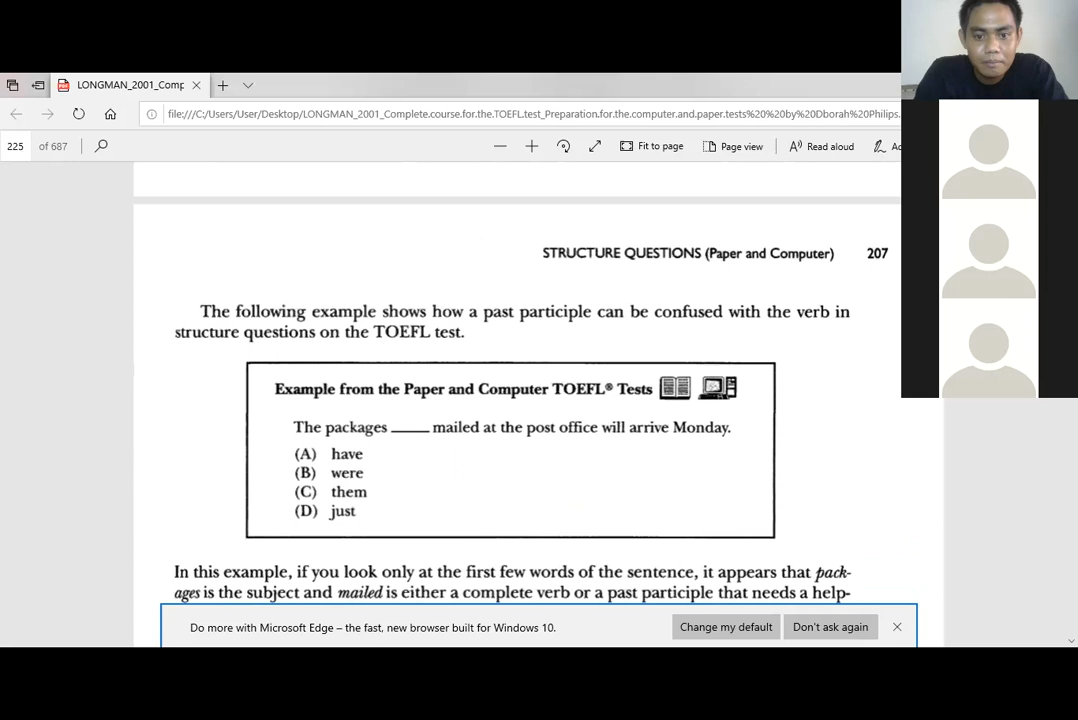 LONGMAN_2001_Comp
file:///C:/Users/User/Desktop/LONGMAN_2001_Complete.course.for.the.TOEFL.test_Preparation.for.the.computer.and.paper.tests%20%20by%20Dborah%20Philips.
225 of 687
Fit to page
Page view
Read aloud
STRUCTURE QUESTIONS (Paper and Computer) 207
The following example shows how a past participle can be confused with the verb in
structure questions on the TOEFL test.
Example from the Paper and Computer TOEFL® Tests
The packages ____ mailed at the post office will arrive Monday.
(A) have
(B) were
(C) them
(D) just
In this example, if you look only at the first few words of the sentence, it appears that pack-
ages is the subject and mailed is either a complete verb or a past participle that needs a help-
Do more with Microsoft Edge – the fast, new browser built for Windows 10.
Change my default
Don't ask again